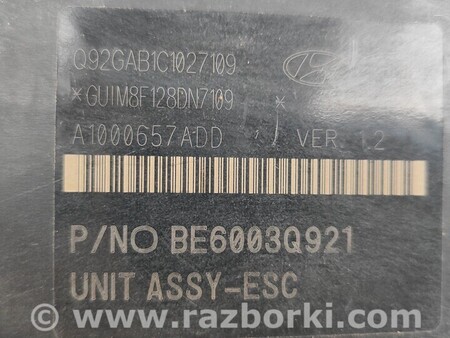 Q92GAB1C1027109
*GU1M8F128DN7109 *
A1000657ADD VER. 1.2
P/NO BE6003Q921
UNIT ASSY-ESC
www.razborki.com